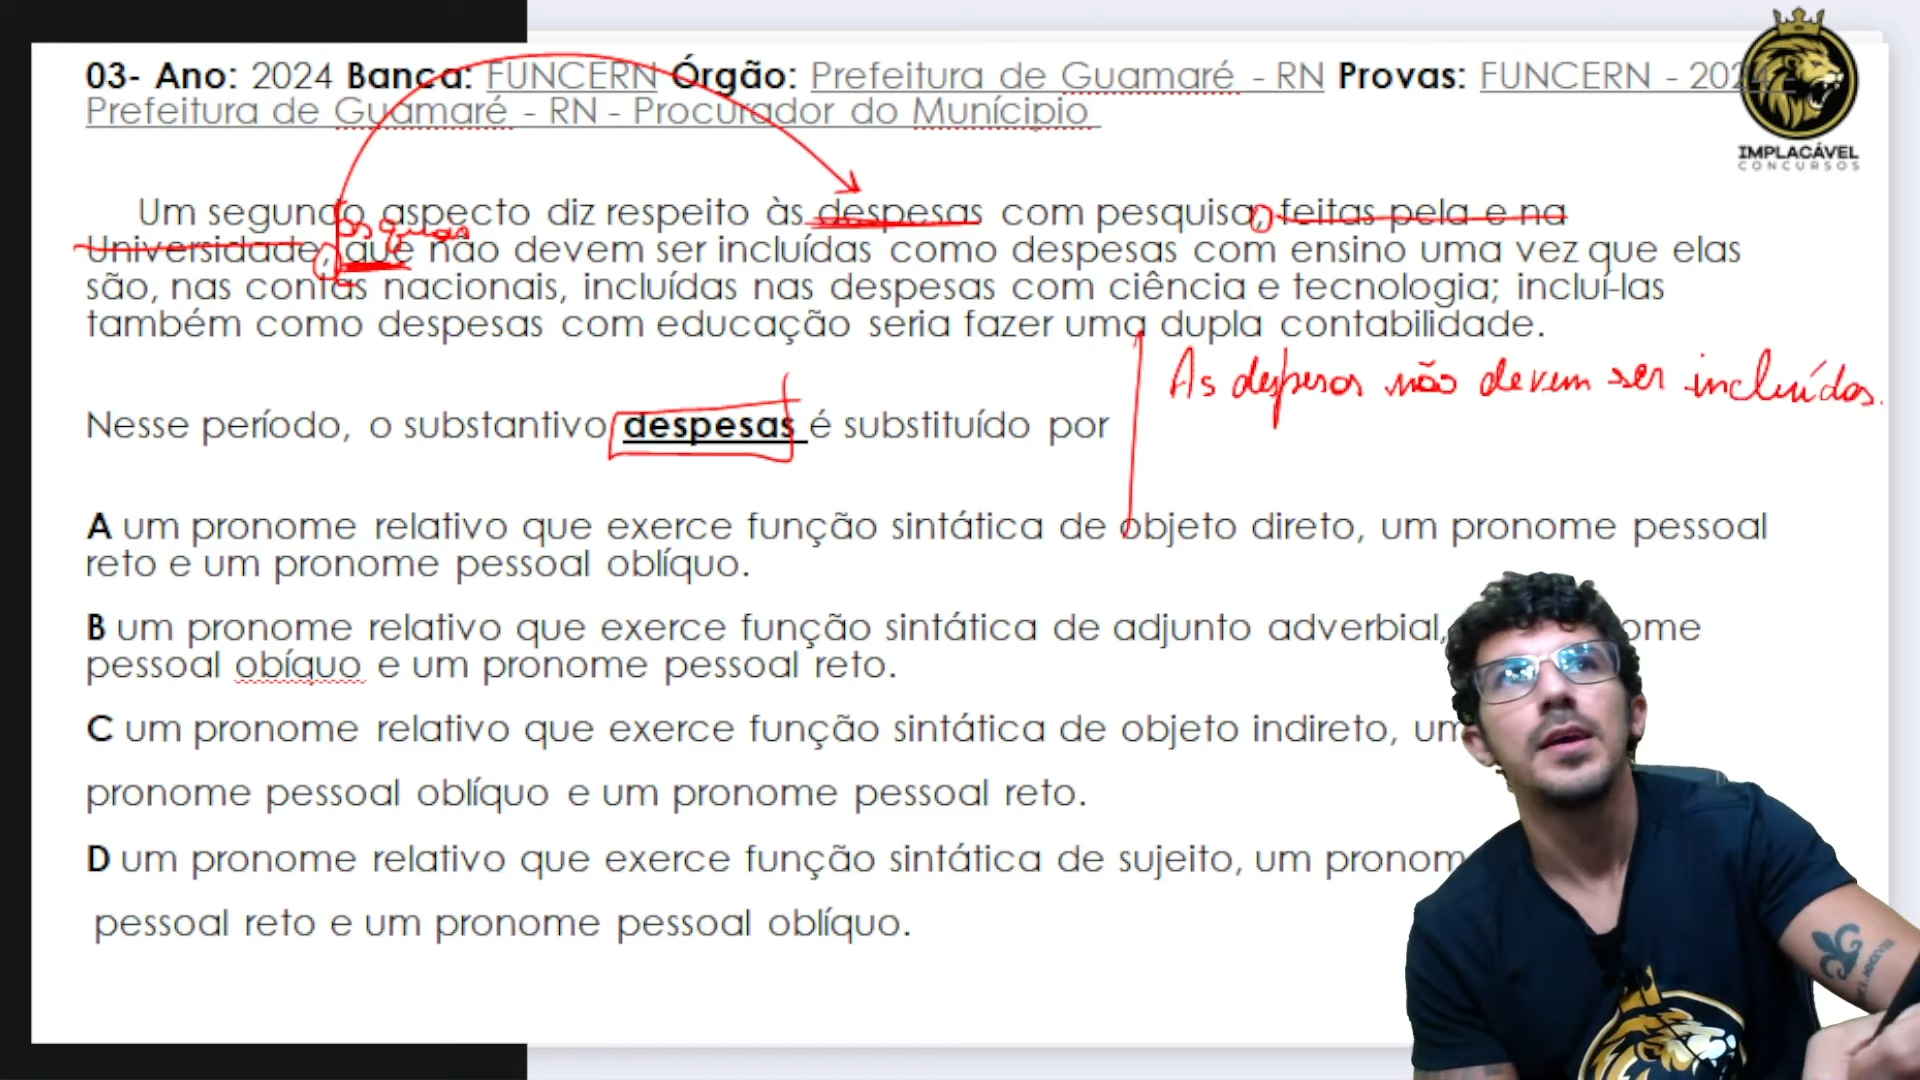 03- Ano: 2024 Banca: FUNCERN Órgão: Prefeitura de Guamaré - RN Provas: FUNCERN - 2024 -
Prefeitura de Guamaré - RN - Procurador do Munícipio
IMPLACÁVEL
CONCURSOS
Um segundo aspecto diz respeito às despesas com pesquisa, feitas pela e na
as quais
Universidade, que não devem ser incluídas como despesas com ensino uma vez que elas
são, nas contas nacionais, incluídas nas despesas com ciência e tecnologia; incluí-las
também como despesas com educação seria fazer uma dupla contabilidade.
As despesas não devem ser incluídas.
Nesse período, o substantivo despesas é substituído por
A um pronome relativo que exerce função sintática de objeto direto, um pronome pessoal
reto e um pronome pessoal oblíquo.
B um pronome relativo que exerce função sintática de adjunto adverbial,
pessoal obíquo e um pronome pessoal reto.
C um pronome relativo que exerce função sintática de objeto indireto, um
pronome pessoal oblíquo e um pronome pessoal reto.
D um pronome relativo que exerce função sintática de sujeito, um
pessoal reto e um pronome pessoal oblíquo.